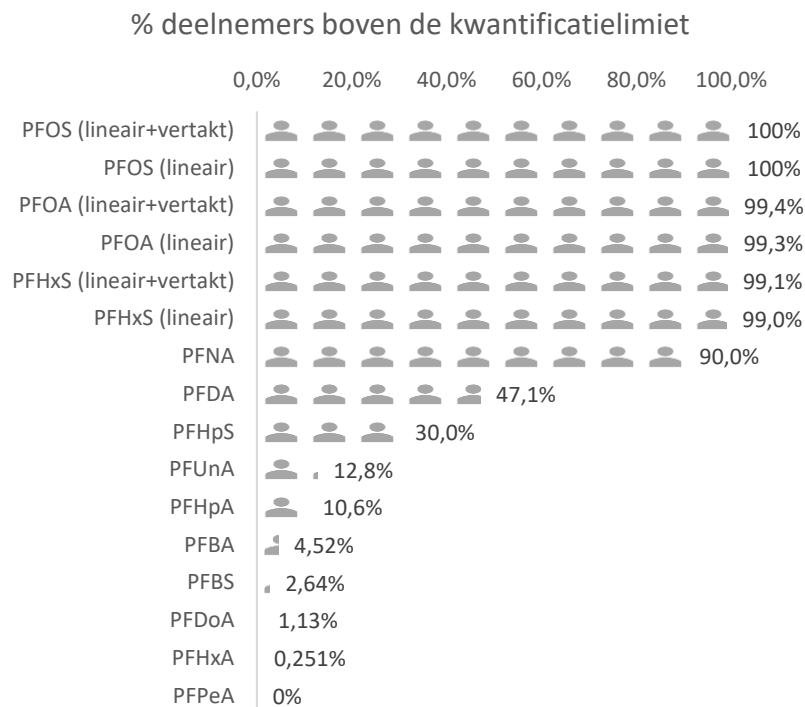 % deelnemers boven de kwantificatielimiet
0,0% 20,0% 40,0% 60,0% 80,0% 100,0%
PFOS (lineair+vertakt) 100%
PFOS (lineair) 100%
PFOA (lineair+vertakt) 99,4%
PFOA (lineair) 99,3%
PFHxS (lineair+vertakt) 99,1%
PFHxS (lineair) 99,0%
PFNA 90,0%
PFDA 47,1%
PFHpS 30,0%
PFUnA 12,8%
PFHpA 10,6%
PFBA 4,52%
PFBS 2,64%
PFDoA 1,13%
PFHxA 0,251%
PFPeA 0%